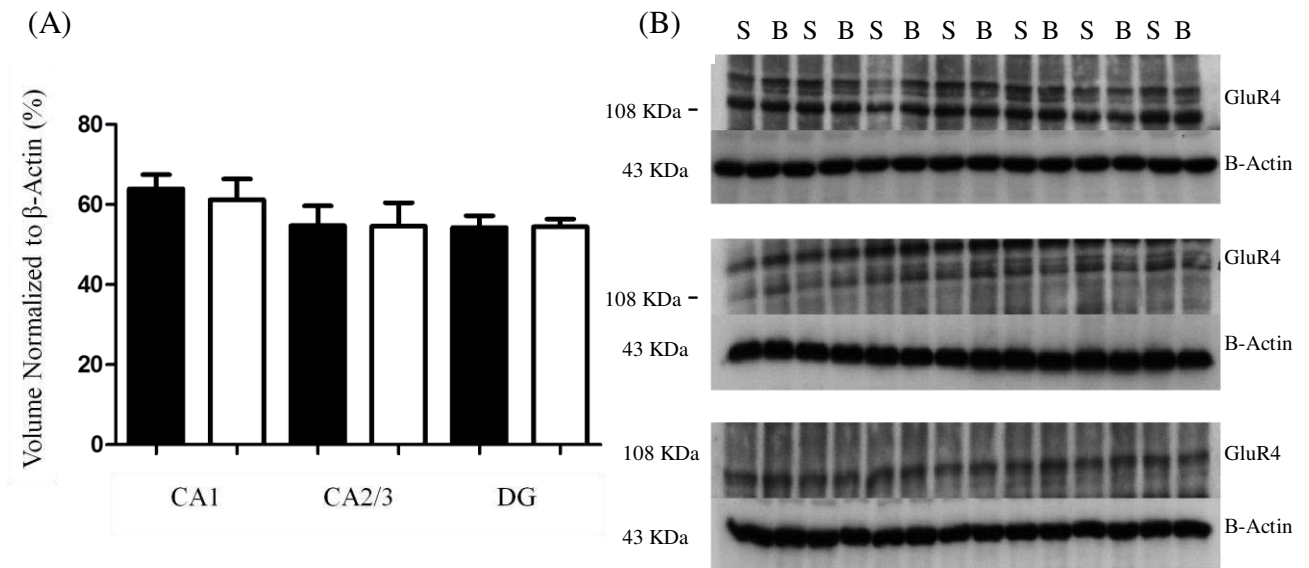 (A)
Volume Normalized to β-Actin (%)
80
60
40
20
0
CA1 CA2/3 DG
(B)
S B S B S B S B S B S B S B
108 KDa
GluR4
43 KDa
B-Actin
GluR4
108 KDa
43 KDa
B-Actin
108 KDa
GluR4
43 KDa
B-Actin